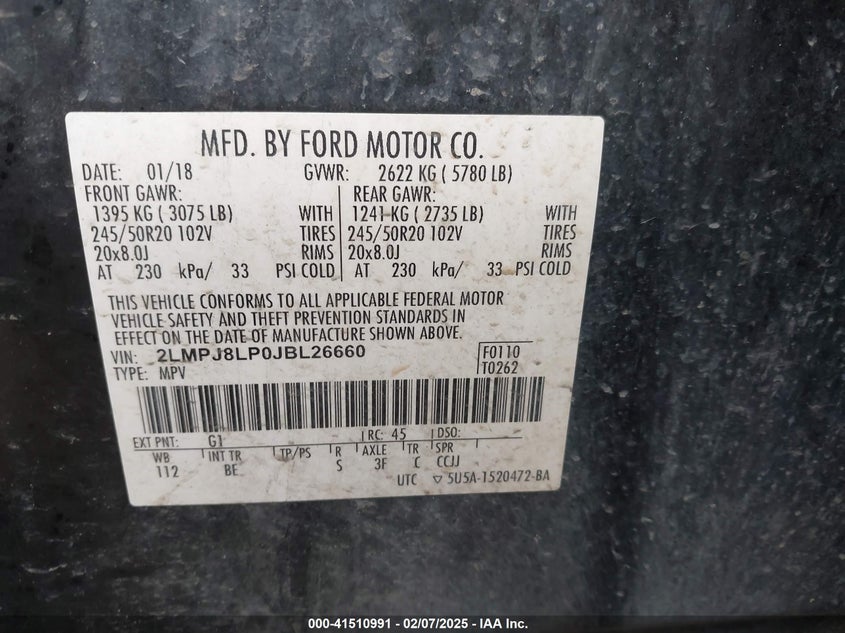 MFD. BY FORD MOTOR CO.
DATE: 01/18 GVWR: 2622 KG ( 5780 LB)
FRONT GAWR: REAR GAWR:
1395 KG ( 3075 LB) WITH 1241 KG ( 2735 LB) WITH
245/50R20 102V TIRES 245/50R20 102V TIRES
20x8.0J RIMS 20x8.0J RIMS
AT 230 kPa/ 33 PSI COLD AT 230 kPa/ 33 PSI COLD
THIS VEHICLE CONFORMS TO ALL APPLICABLE FEDERAL MOTOR
VEHICLE SAFETY AND THEFT PREVENTION STANDARDS IN
EFFECT ON THE DATE OF MANUFACTURE SHOWN ABOVE.
VIN: 2LMPJ8LP0JBL26660 F0110
TYPE: MPV T0262
EXT PNT: G1 RC: 45 DSO:
WB INT TR TP/PS R AXLE TR SPR
112 BE S 3F C CCJJ
UTC ▽ 5U5A-1520472-BA
000-41510991 - 02/07/2025 - IAA Inc.